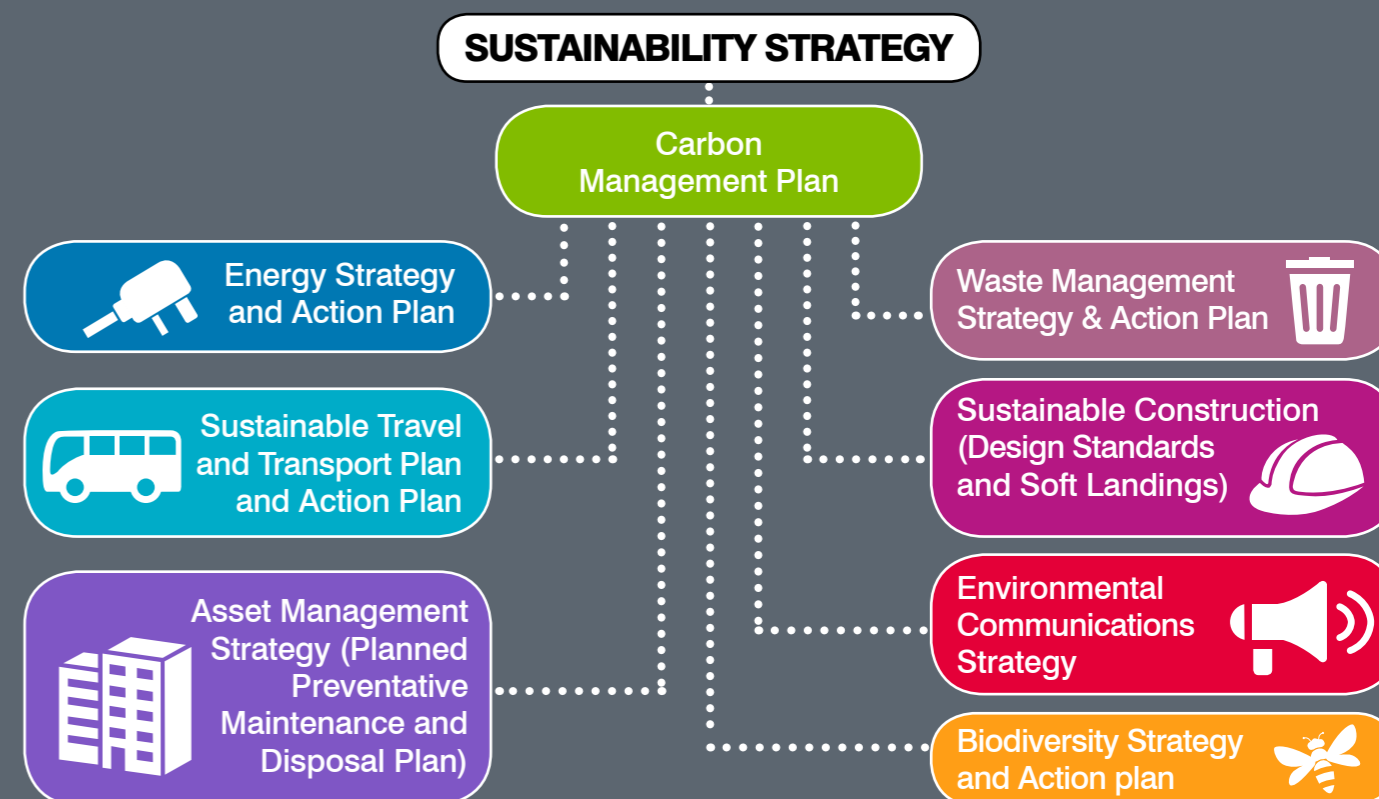 SUSTAINABILITY STRATEGY
Carbon
Management Plan
Energy Strategy
and Action Plan
Sustainable Travel
and Transport Plan
and Action Plan
Asset Management
Strategy (Planned
Preventative
Maintenance and
Disposal Plan)
Waste Management
Strategy & Action Plan
Sustainable Construction
(Design Standards
and Soft Landings)
Environmental
Communications
Strategy
Biodiversity Strategy
and Action plan